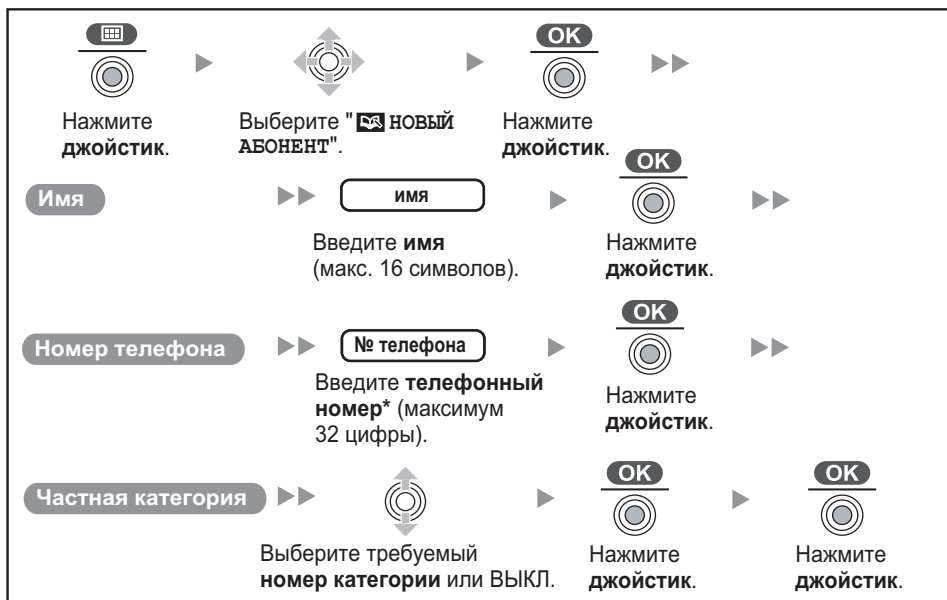 OK
Нажмите джойстик.
Выберите "НОВЫЙ АБОНЕНТ".
Нажмите джойстик.
Имя
имя
OK
Введите имя (макс. 16 символов).
Нажмите джойстик.
Номер телефона
№ телефона
OK
Введите телефонный номер* (максимум 32 цифры).
Нажмите джойстик.
Частная категория
OK
OK
Выберите требуемый номер категории или ВЫКЛ.
Нажмите джойстик.
Нажмите джойстик.